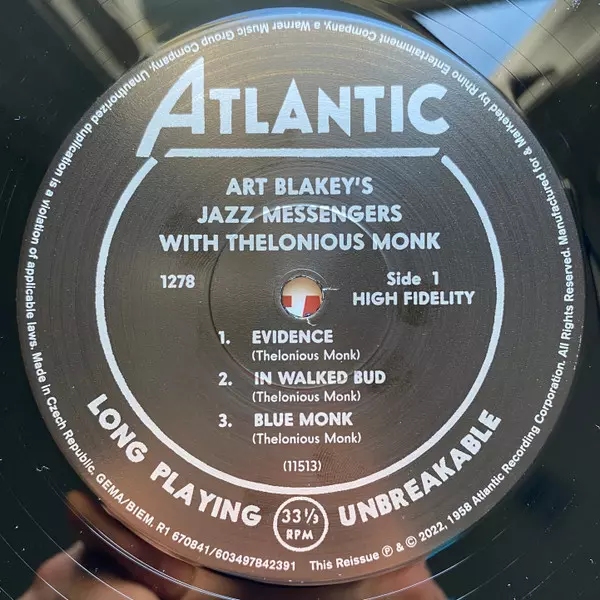 ATLANTIC
ART BLAKEY'S
JAZZ MESSENGERS
WITH THELONIOUS MONK
1278
Side 1
HIGH FIDELITY
1. EVIDENCE
(Thelonious Monk)
2. IN WALKED BUD
(Thelonious Monk)
3. BLUE MONK
(Thelonious Monk)
(11513)
LONG PLAYING
33 1/3
RPM
UNBREAKABLE
This Reissue ℗ & © 2022, 1958 Atlantic Recording Corporation. All Rights Reserved. Manufactured for & Marketed by Rhino Entertainment Company, a Warner Music Group Company. Unauthorized duplication is a violation of applicable laws. Made in Czech Republic. GEMA/BIEM. R1 670841/603497842391